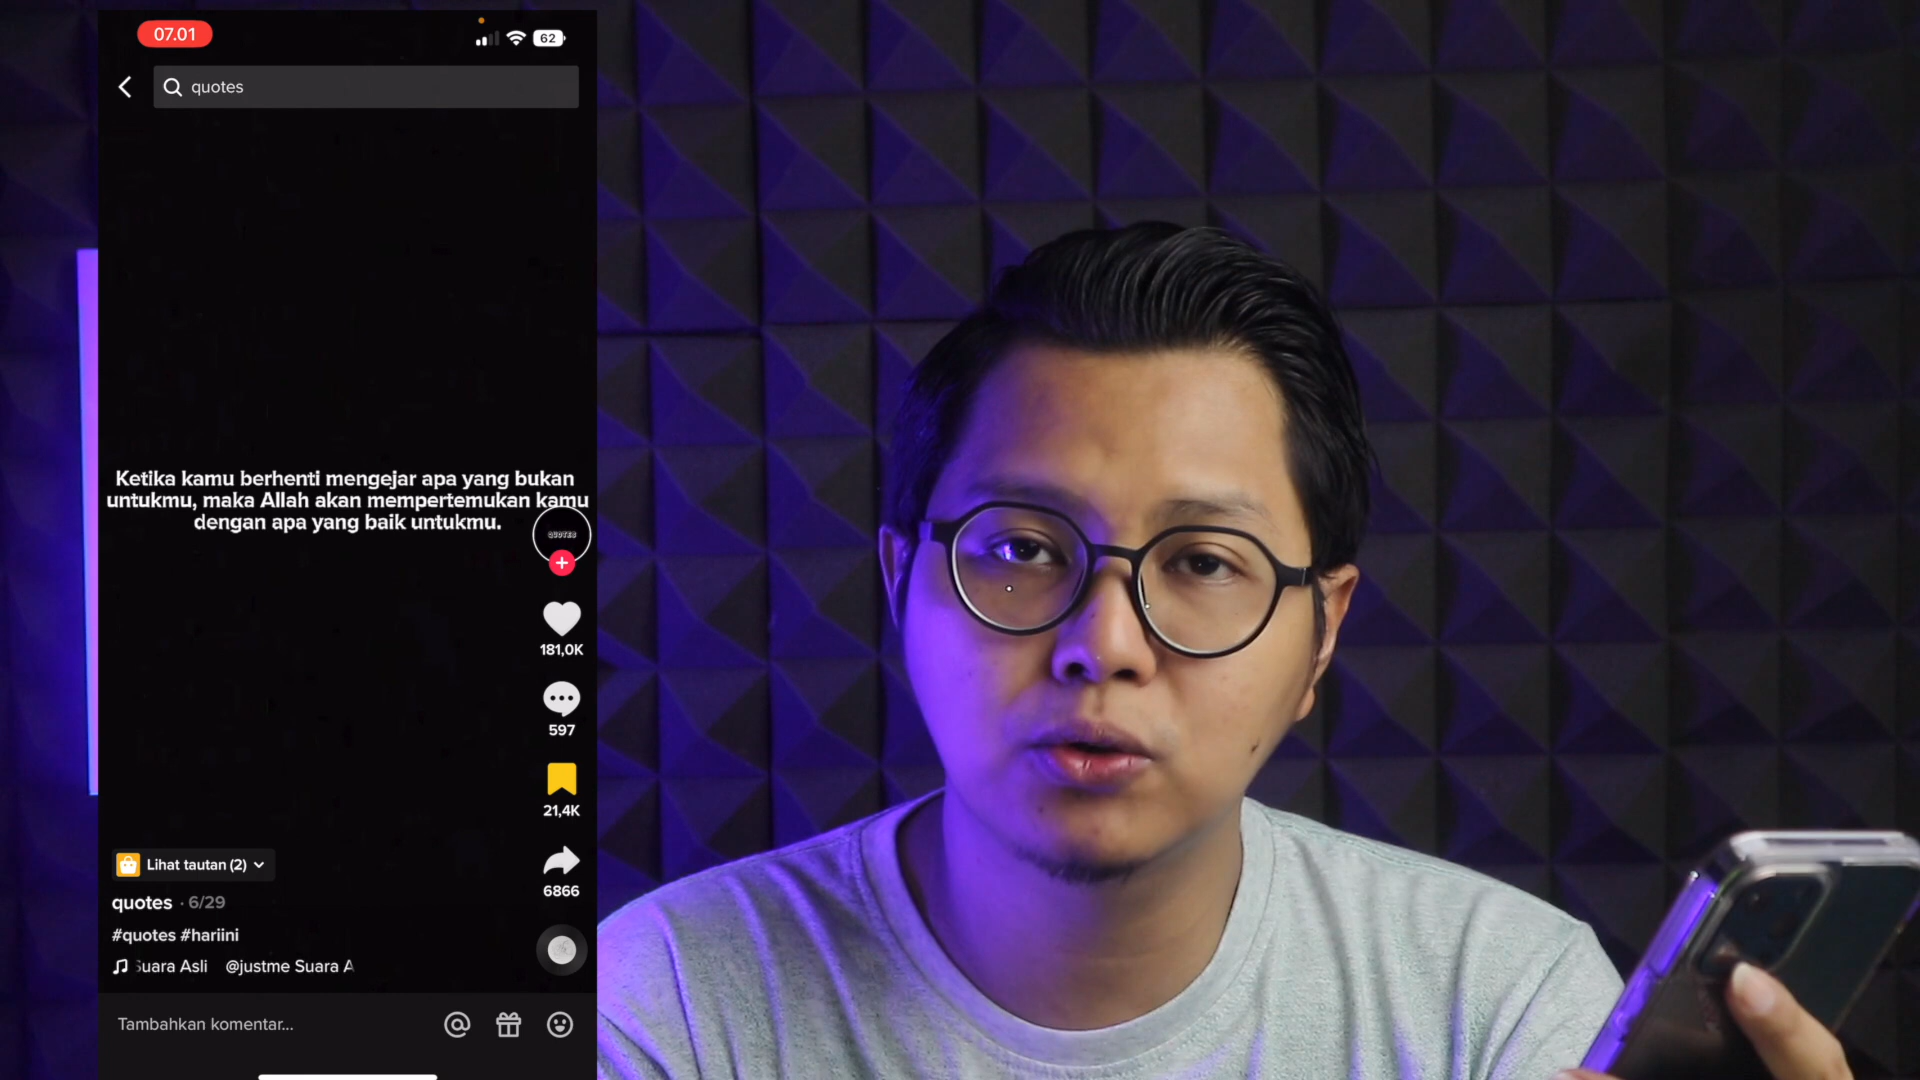 07.01
62
quotes
Ketika kamu berhenti mengejar apa yang bukan
untukmu, maka Allah akan mempertemukan kamu
dengan apa yang baik untukmu.
QUOTES
181,0K
597
21,4K
6866
Lihat tautan (2)
quotes · 6/29
#quotes #hariini
Suara Asli @justme Suara A
Tambahkan komentar...